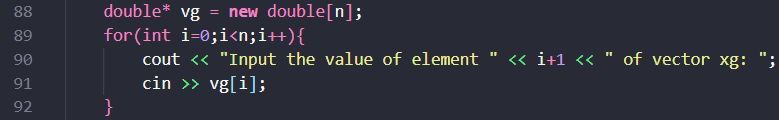 88 double* vg = new double[n];
89 for(int i=0;i<n;i++){
90 cout << "Input the value of element " << i+1 << " of vector xg: ";
91 cin >> vg[i];
92 }